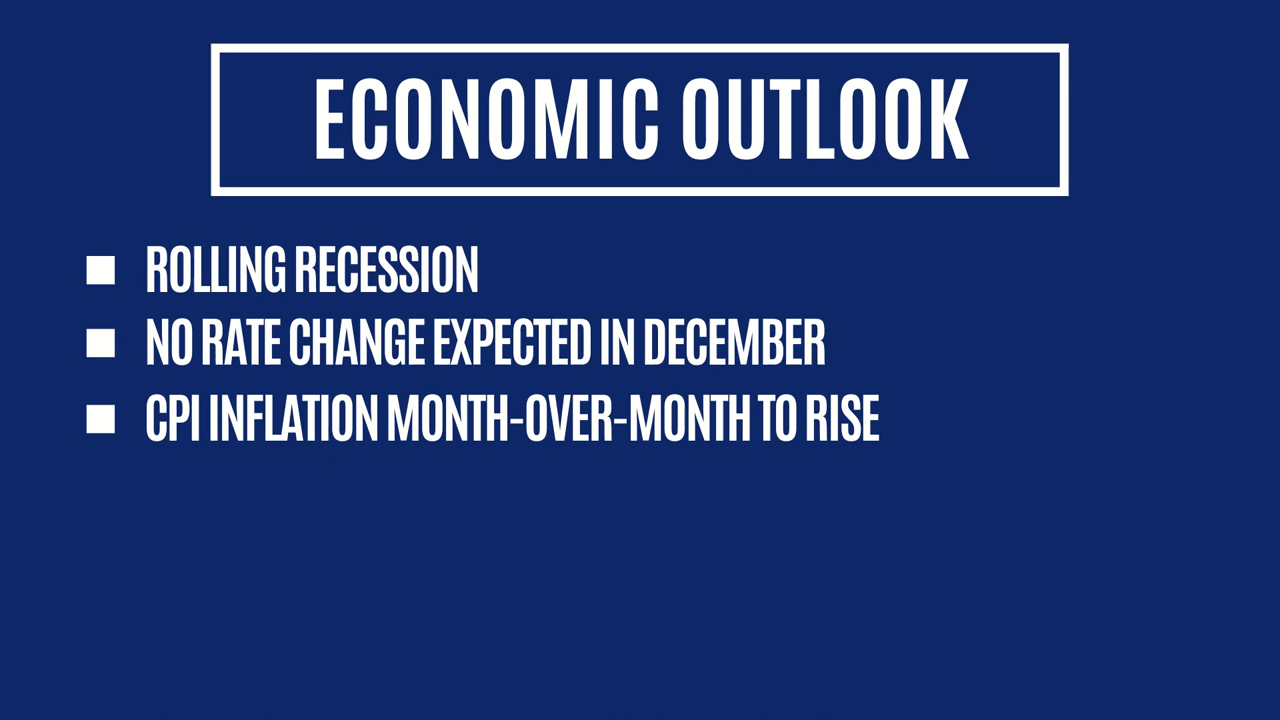 ECONOMIC OUTLOOK
ROLLING RECESSION
NO RATE CHANGE EXPECTED IN DECEMBER
CPI INFLATION MONTH-OVER-MONTH TO RISE